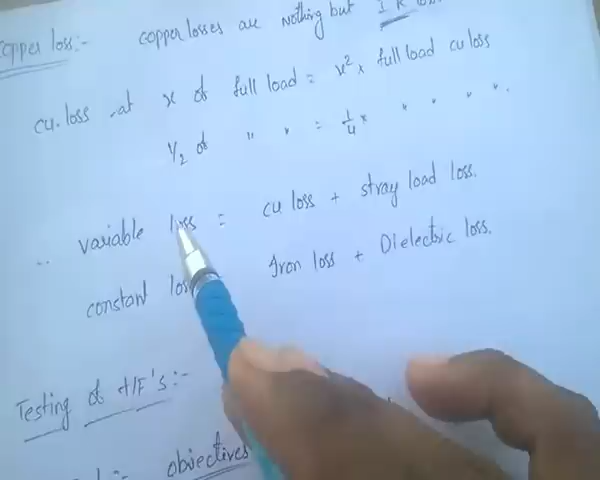 copper loss:- copper losses are nothing but I²R
cu.loss at x of full load = x² x full load cu loss
1/2 of " " = 1/4 x " " " ".
∴ variable loss = cu loss + stray load loss.
constant loss Iron loss + Dielectric loss.
Testing of t/F's:-
objectives